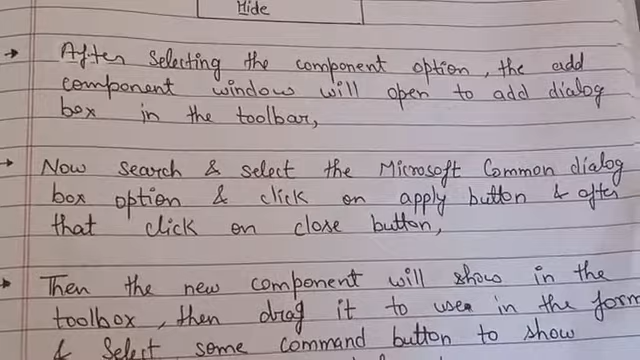 Hide
→ After selecting the component option, the add
component window will open to add dialog
box in the toolbar,
→ Now search & select the Microsoft Common dialog
box option & click on apply button & after
that click on close button,
→ Then the new component will show in the
toolbox, then drag it to use in the form
& Select some command button to show